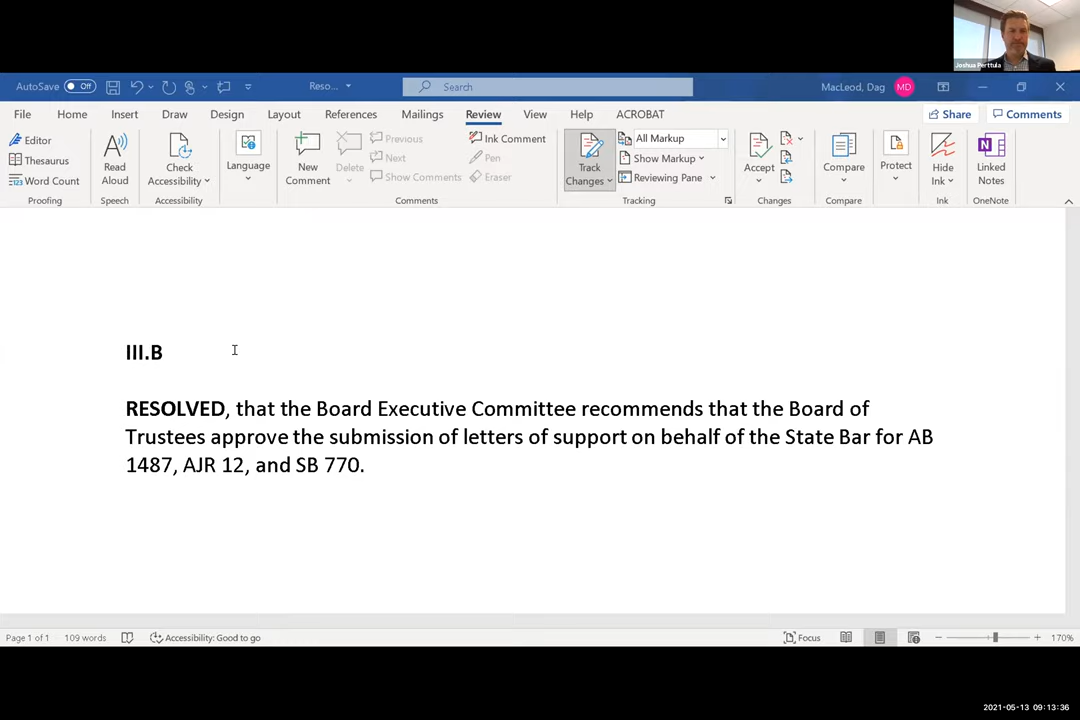 Joshua Perttula
AutoSave Off Reso... Search MacLeod, Dag MD
File Home Insert Draw Design Layout References Mailings Review View Help ACROBAT Share Comments
Editor
Thesaurus
Word Count
Proofing
Read Aloud
Speech
Check Accessibility
Accessibility
Language
New Comment
Delete
Previous
Next
Show Comments
Ink Comment
Pen
Eraser
Comments
Track Changes
All Markup
Show Markup
Reviewing Pane
Tracking
Accept
Changes
Compare
Compare
Protect
Hide Ink
Ink
Linked Notes
OneNote
III.B
RESOLVED, that the Board Executive Committee recommends that the Board of
Trustees approve the submission of letters of support on behalf of the State Bar for AB
1487, AJR 12, and SB 770.
Page 1 of 1 109 words Accessibility: Good to go Focus 170%
2021-05-13 09:13:36